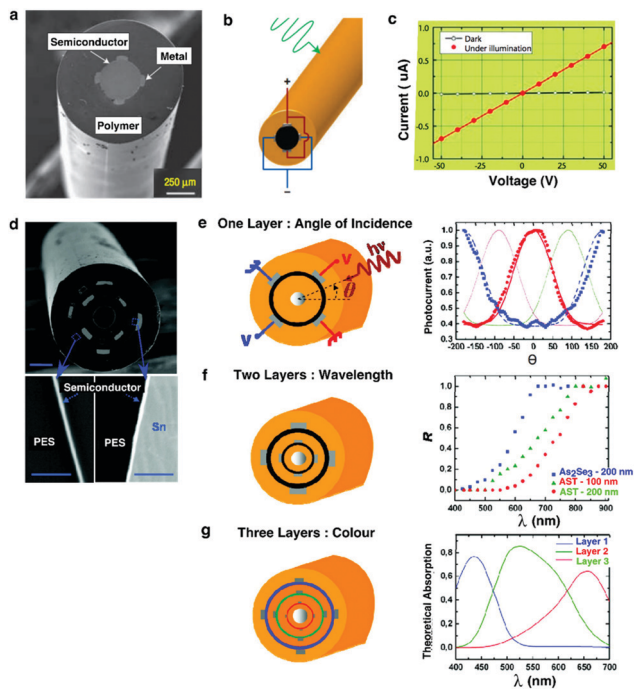 a
Semiconductor
Metal
Polymer
250 µm
b
+
−
c
Current ( uA)
1.0
0.5
0.0
-0.5
-1.0
Dark
Under illumination
-50
-25
0
25
50
Voltage (V)
d
Semiconductor
PES
PES
Sn
e One Layer : Angle of Incidence
V
V
hν
θ
Photocurrent (a.u.)
1.0
0.9
0.8
0.7
0.6
0.5
0.4
0.3
-200 -150 -100 -50 0 50 100 150 200
Θ
f Two Layers : Wavelength
R
1.0
0.8
0.6
0.4
0.2
0.0
As2Se3 - 200 nm
AST - 100 nm
AST - 200 nm
400 500 600 700 800 900
λ (nm)
g Three Layers : Colour
Theoretical Absorption
0,8
0,6
0,4
0,2
0,0
Layer 1
Layer 2
Layer 3
400 450 500 550 600 650 700
λ (nm)